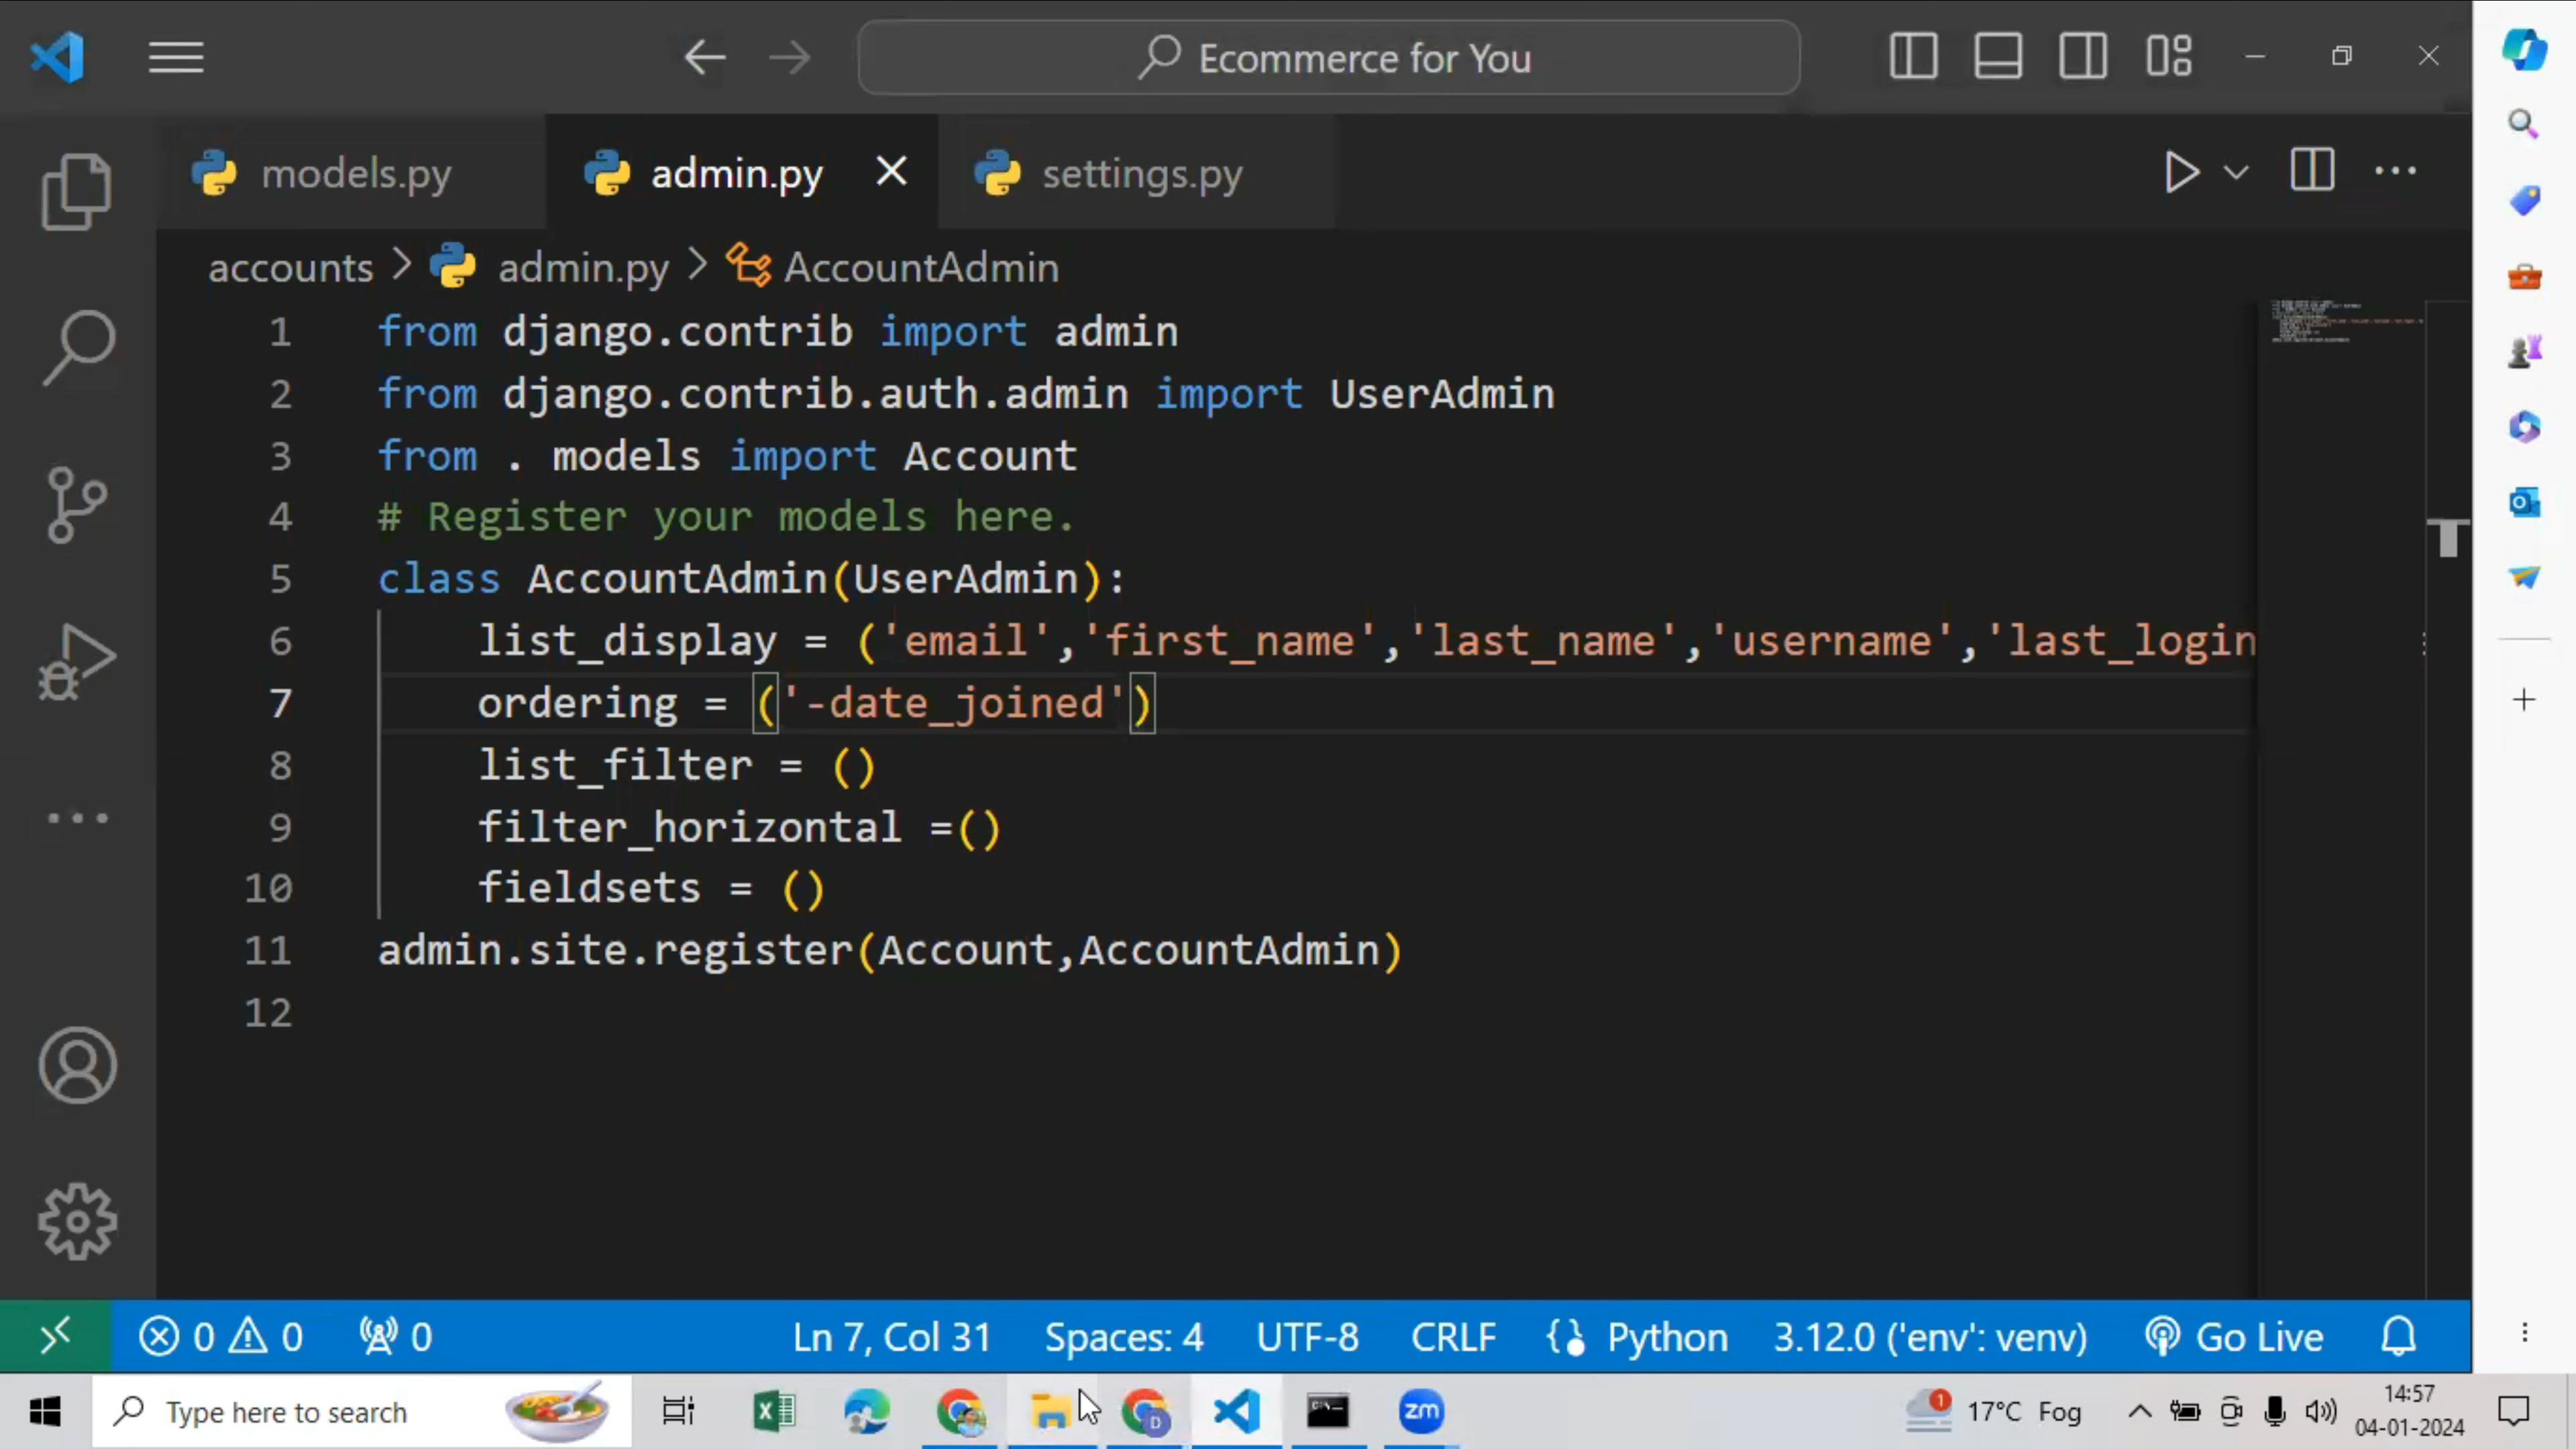 Ecommerce for You
models.py
admin.py
settings.py
accounts > admin.py > AccountAdmin
1 from django.contrib import admin
2 from django.contrib.auth.admin import UserAdmin
3 from . models import Account
4 # Register your models here.
5 class AccountAdmin(UserAdmin):
6 list_display = ('email','first_name','last_name','username','last_login
7 ordering = ('-date_joined')
8 list_filter = ()
9 filter_horizontal =()
10 fieldsets = ()
11 admin.site.register(Account,AccountAdmin)
12
0 0 0 Ln 7, Col 31 Spaces: 4 UTF-8 CRLF Python 3.12.0 ('env': venv) Go Live
Type here to search
D
zm
1
17°C Fog
14:57
04-01-2024